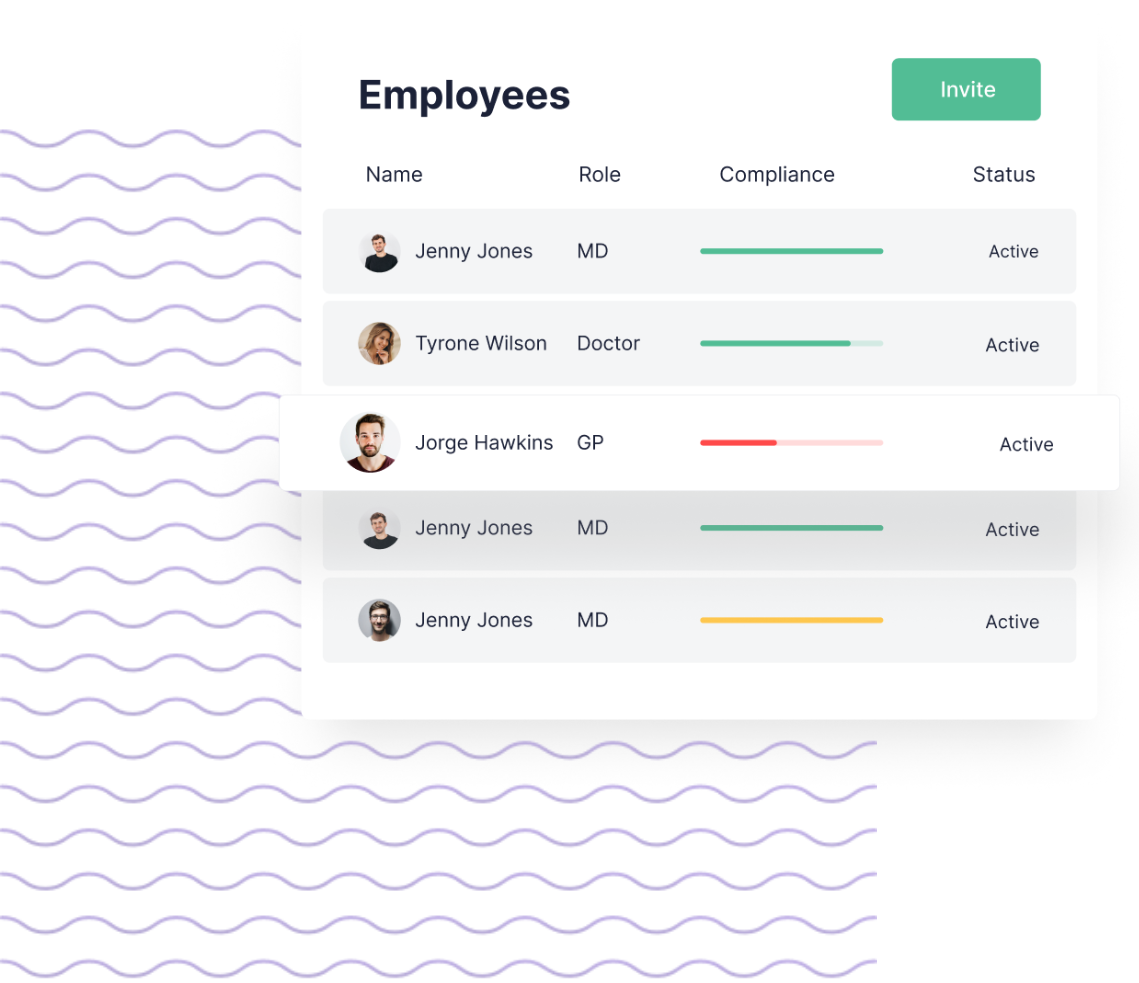 Employees
Invite
Name Role Compliance Status
Jenny Jones MD Active
Tyrone Wilson Doctor Active
Jorge Hawkins GP Active
Jenny Jones MD Active
Jenny Jones MD Active